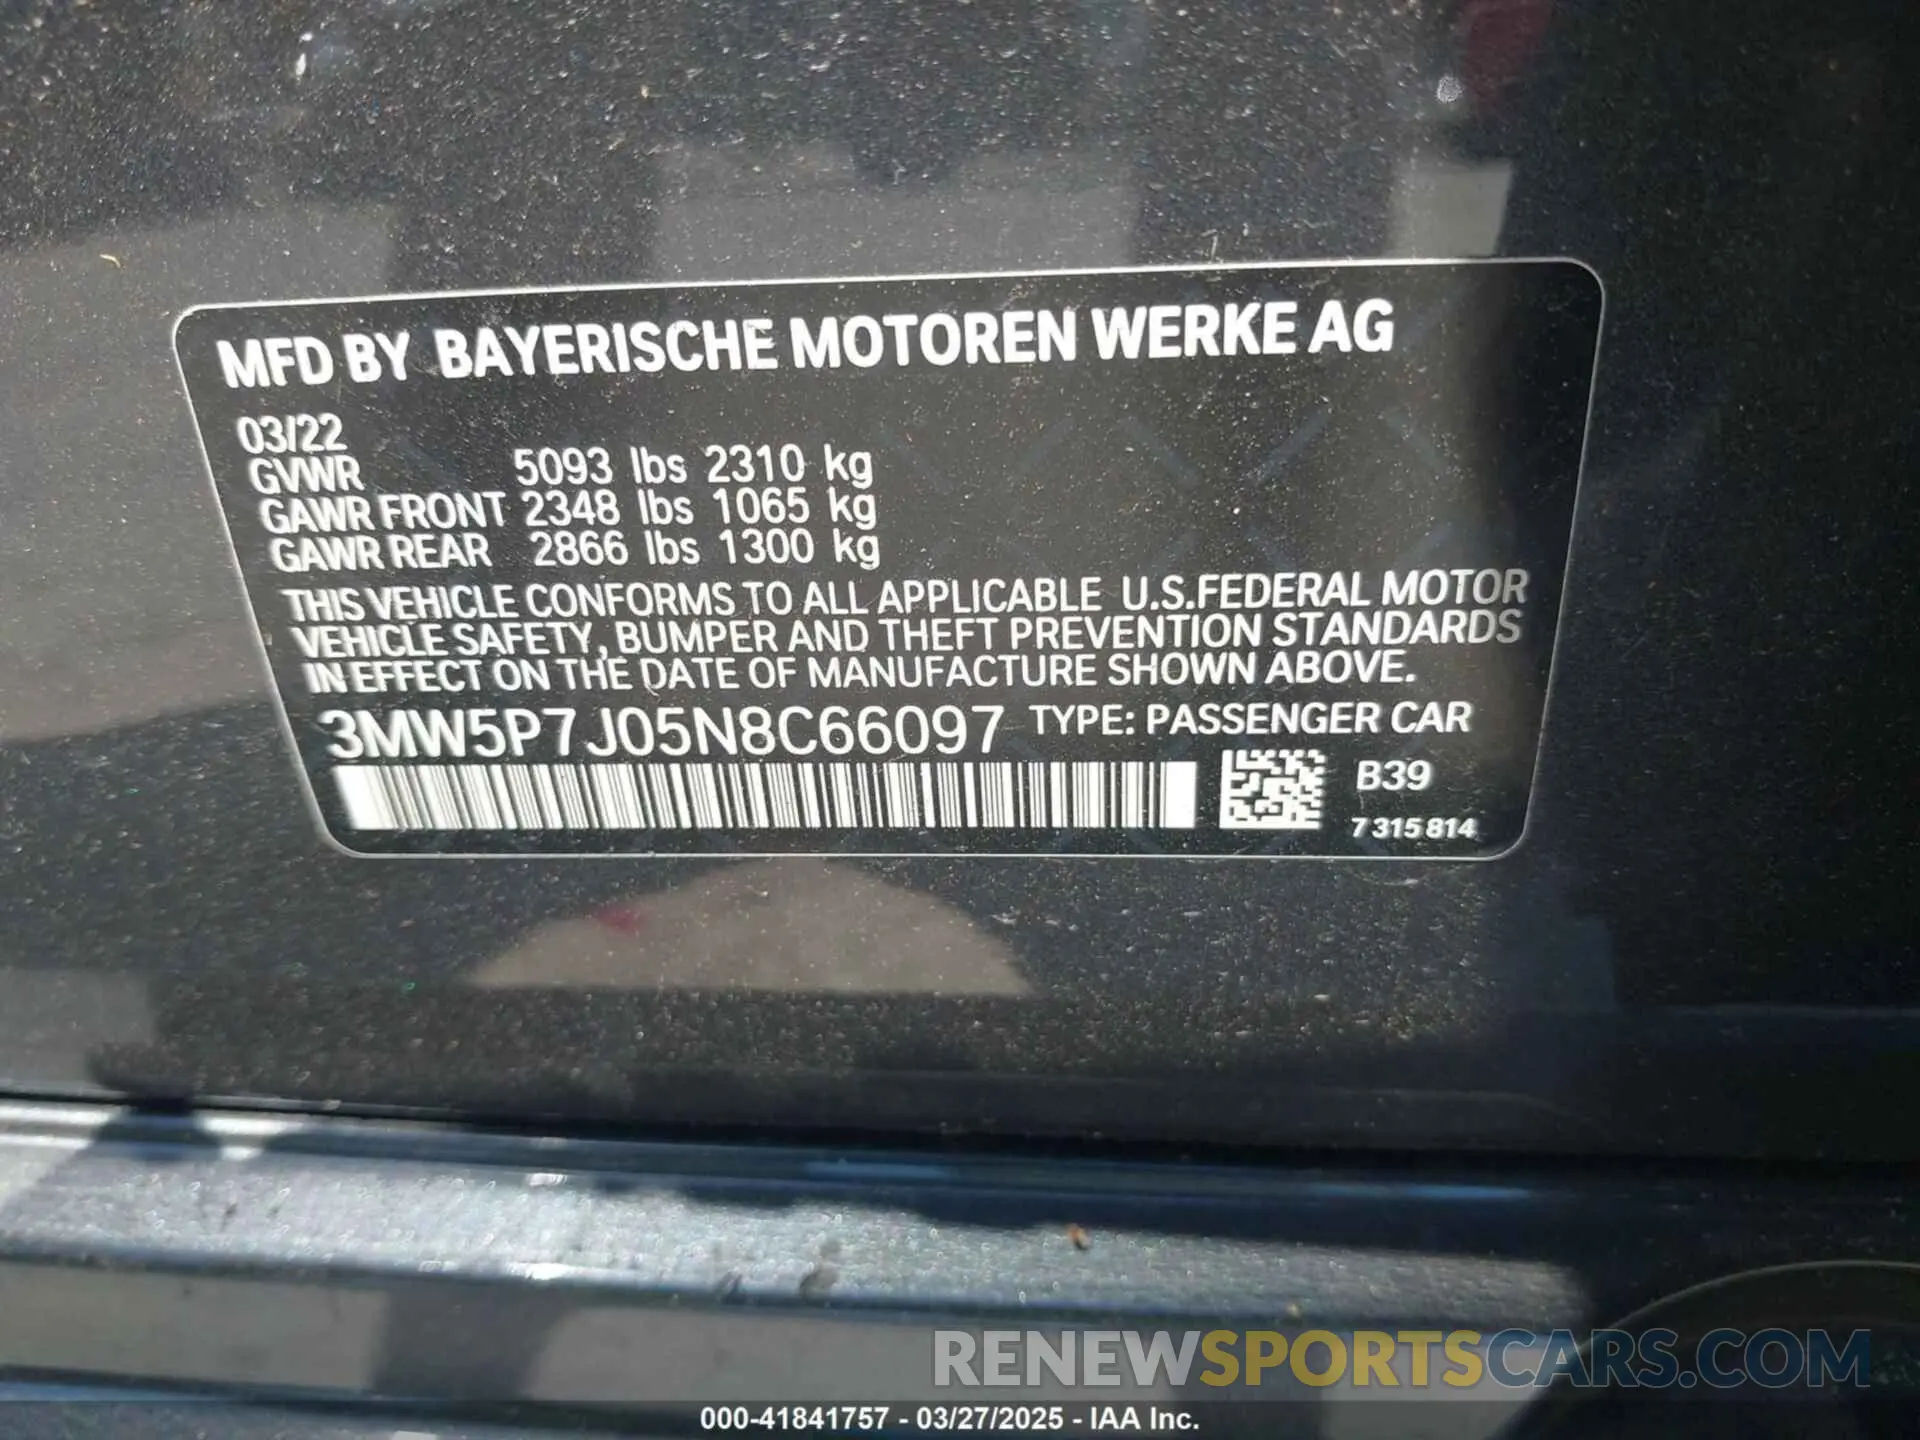 MFD BY BAYERISCHE MOTOREN WERKE AG
03/22
GVWR 5093 lbs 2310 kg
GAWR FRONT 2348 lbs 1065 kg
GAWR REAR 2866 lbs 1300 kg
THIS VEHICLE CONFORMS TO ALL APPLICABLE U.S.FEDERAL MOTOR
VEHICLE SAFETY, BUMPER AND THEFT PREVENTION STANDARDS
IN EFFECT ON THE DATE OF MANUFACTURE SHOWN ABOVE.
3MW5P7J05N8C66097 TYPE: PASSENGER CAR
B39
7 315 814
RENEWSPORTSCARS.COM
000-41841757 - 03/27/2025 - IAA Inc.